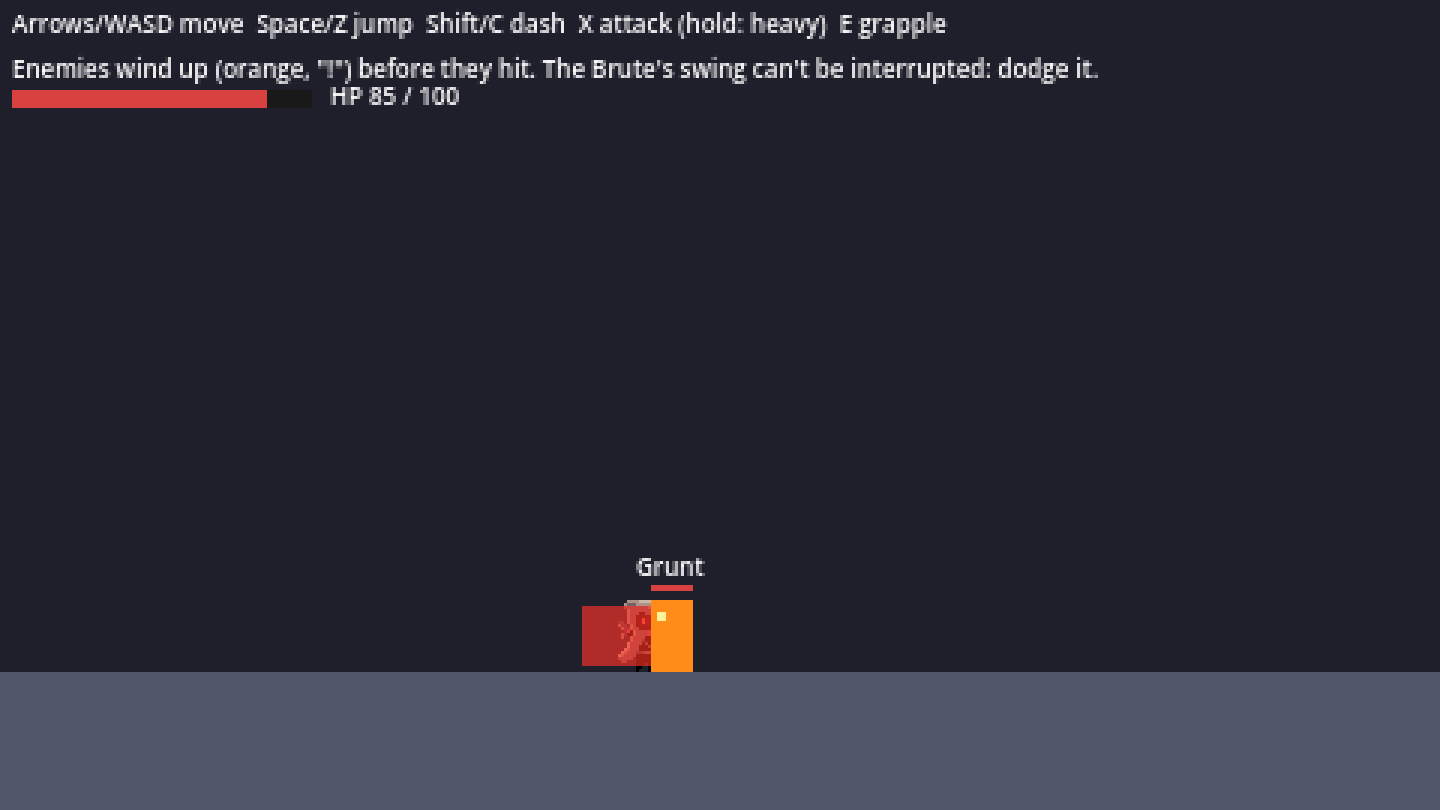 Arrows/WASD move  Space/Z jump  Shift/C dash  X attack (hold: heavy)  E grapple
Enemies wind up (orange, "!") before they hit. The Brute's swing can't be interrupted: dodge it.
HP 85 / 100
Grunt